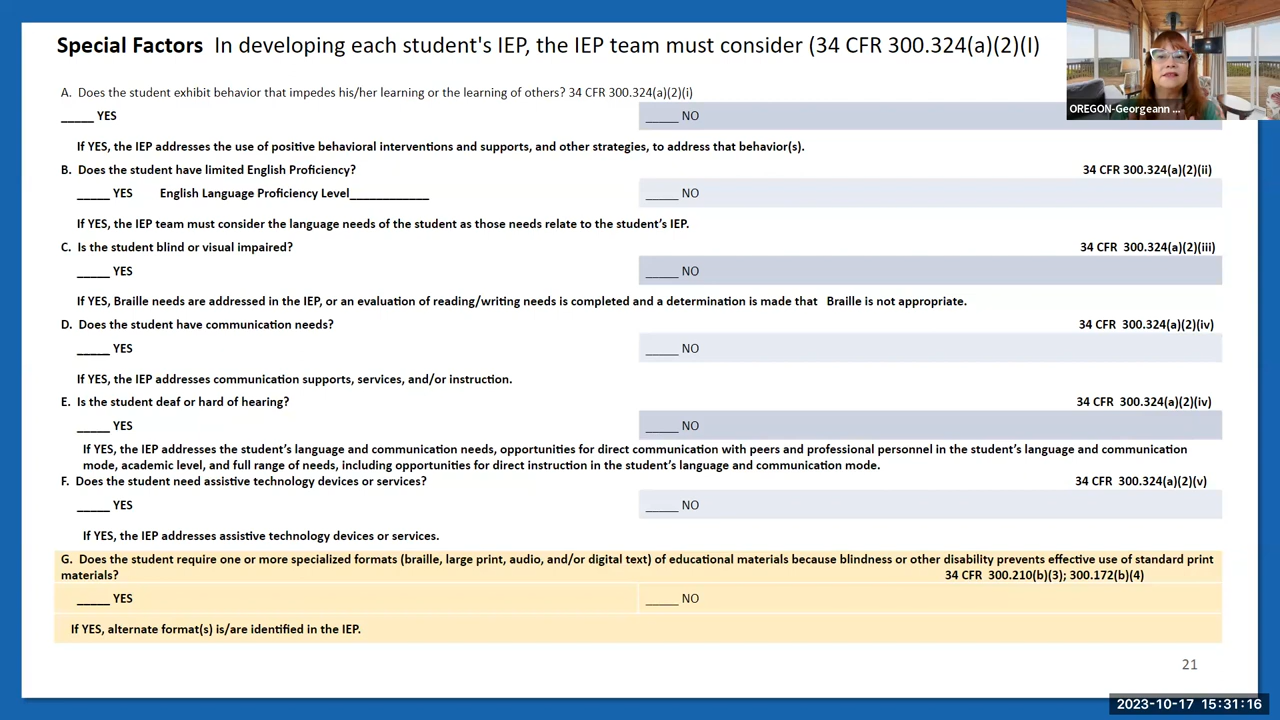 Special Factors In developing each student's IEP, the IEP team must consider (34 CFR 300.324(a)(2)(I)
OREGON-Georgeann ...
A. Does the student exhibit behavior that impedes his/her learning or the learning of others? 34 CFR 300.324(a)(2)(i)
_____ YES _____ NO
If YES, the IEP addresses the use of positive behavioral interventions and supports, and other strategies, to address that behavior(s).
B. Does the student have limited English Proficiency? 34 CFR 300.324(a)(2)(ii)
_____ YES English Language Proficiency Level____________ _____ NO
If YES, the IEP team must consider the language needs of the student as those needs relate to the student’s IEP.
C. Is the student blind or visual impaired? 34 CFR 300.324(a)(2)(iii)
_____ YES _____ NO
If YES, Braille needs are addressed in the IEP, or an evaluation of reading/writing needs is completed and a determination is made that Braille is not appropriate.
D. Does the student have communication needs? 34 CFR 300.324(a)(2)(iv)
_____ YES _____ NO
If YES, the IEP addresses communication supports, services, and/or instruction.
E. Is the student deaf or hard of hearing? 34 CFR 300.324(a)(2)(iv)
_____ YES _____ NO
If YES, the IEP addresses the student’s language and communication needs, opportunities for direct communication with peers and professional personnel in the student’s language and communication
mode, academic level, and full range of needs, including opportunities for direct instruction in the student’s language and communication mode.
F. Does the student need assistive technology devices or services? 34 CFR 300.324(a)(2)(v)
_____ YES _____ NO
If YES, the IEP addresses assistive technology devices or services.
G. Does the student require one or more specialized formats (braille, large print, audio, and/or digital text) of educational materials because blindness or other disability prevents effective use of standard print
materials? 34 CFR 300.210(b)(3); 300.172(b)(4)
_____ YES _____ NO
If YES, alternate format(s) is/are identified in the IEP.
21
2023-10-17 15:31:16